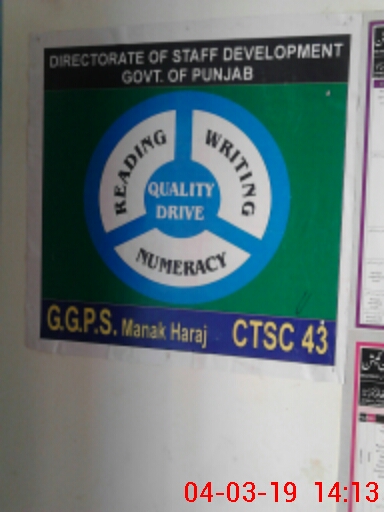 DIRECTORATE OF STAFF DEVELOPMENT
GOVT. OF PUNJAB
READING
WRITING
QUALITY
DRIVE
NUMERACY
G.G.P.S. Manak Haraj CTSC 43
04-03-19 14:13